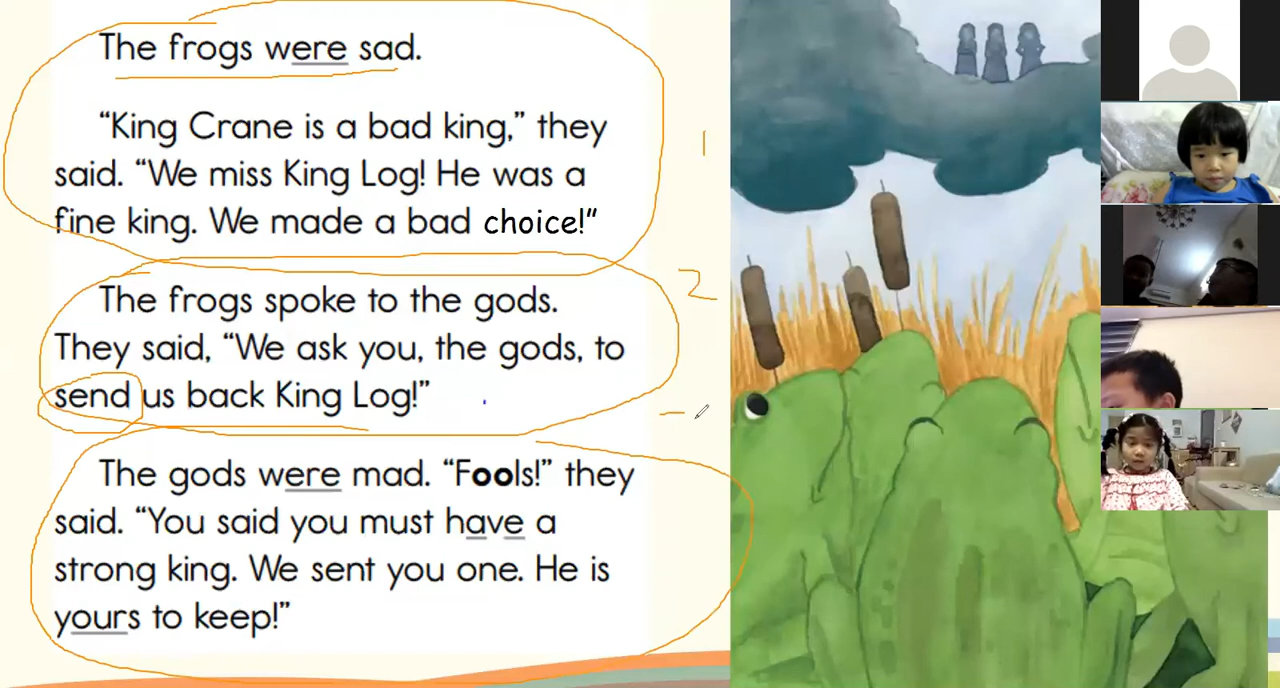 The frogs were sad.
“King Crane is a bad king,” they
said. “We miss King Log! He was a
fine king. We made a bad choice!”
1
The frogs spoke to the gods.
They said, “We ask you, the gods, to
send us back King Log!”
2
The gods were mad. “Fools!” they
said. “You said you must have a
strong king. We sent you one. He is
yours to keep!”